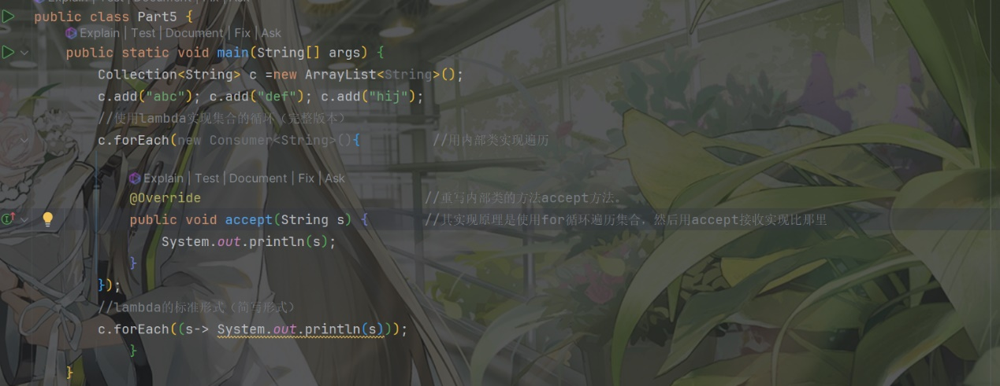 Explain | Test | Document | Fix | Ask
public class Part5 {
Explain | Test | Document | Fix | Ask
public static void main(String[] args) {
Collection<String> c =new ArrayList<String>();
c.add("abc"); c.add("def"); c.add("hij");
//使用lambda实现集合的循环（完整版本）
c.forEach(new Consumer<String>(){ //用内部类实现遍历
Explain | Test | Document | Fix | Ask
@Override //重写内部类的方法accept方法。
public void accept(String s) { //其实现原理是使用for循环遍历集合，然后用accept接收实现比那里
System.out.println(s);
}
});
//lambda的标准形式（简写形式）
c.forEach((s-> System.out.println(s)));
}
}